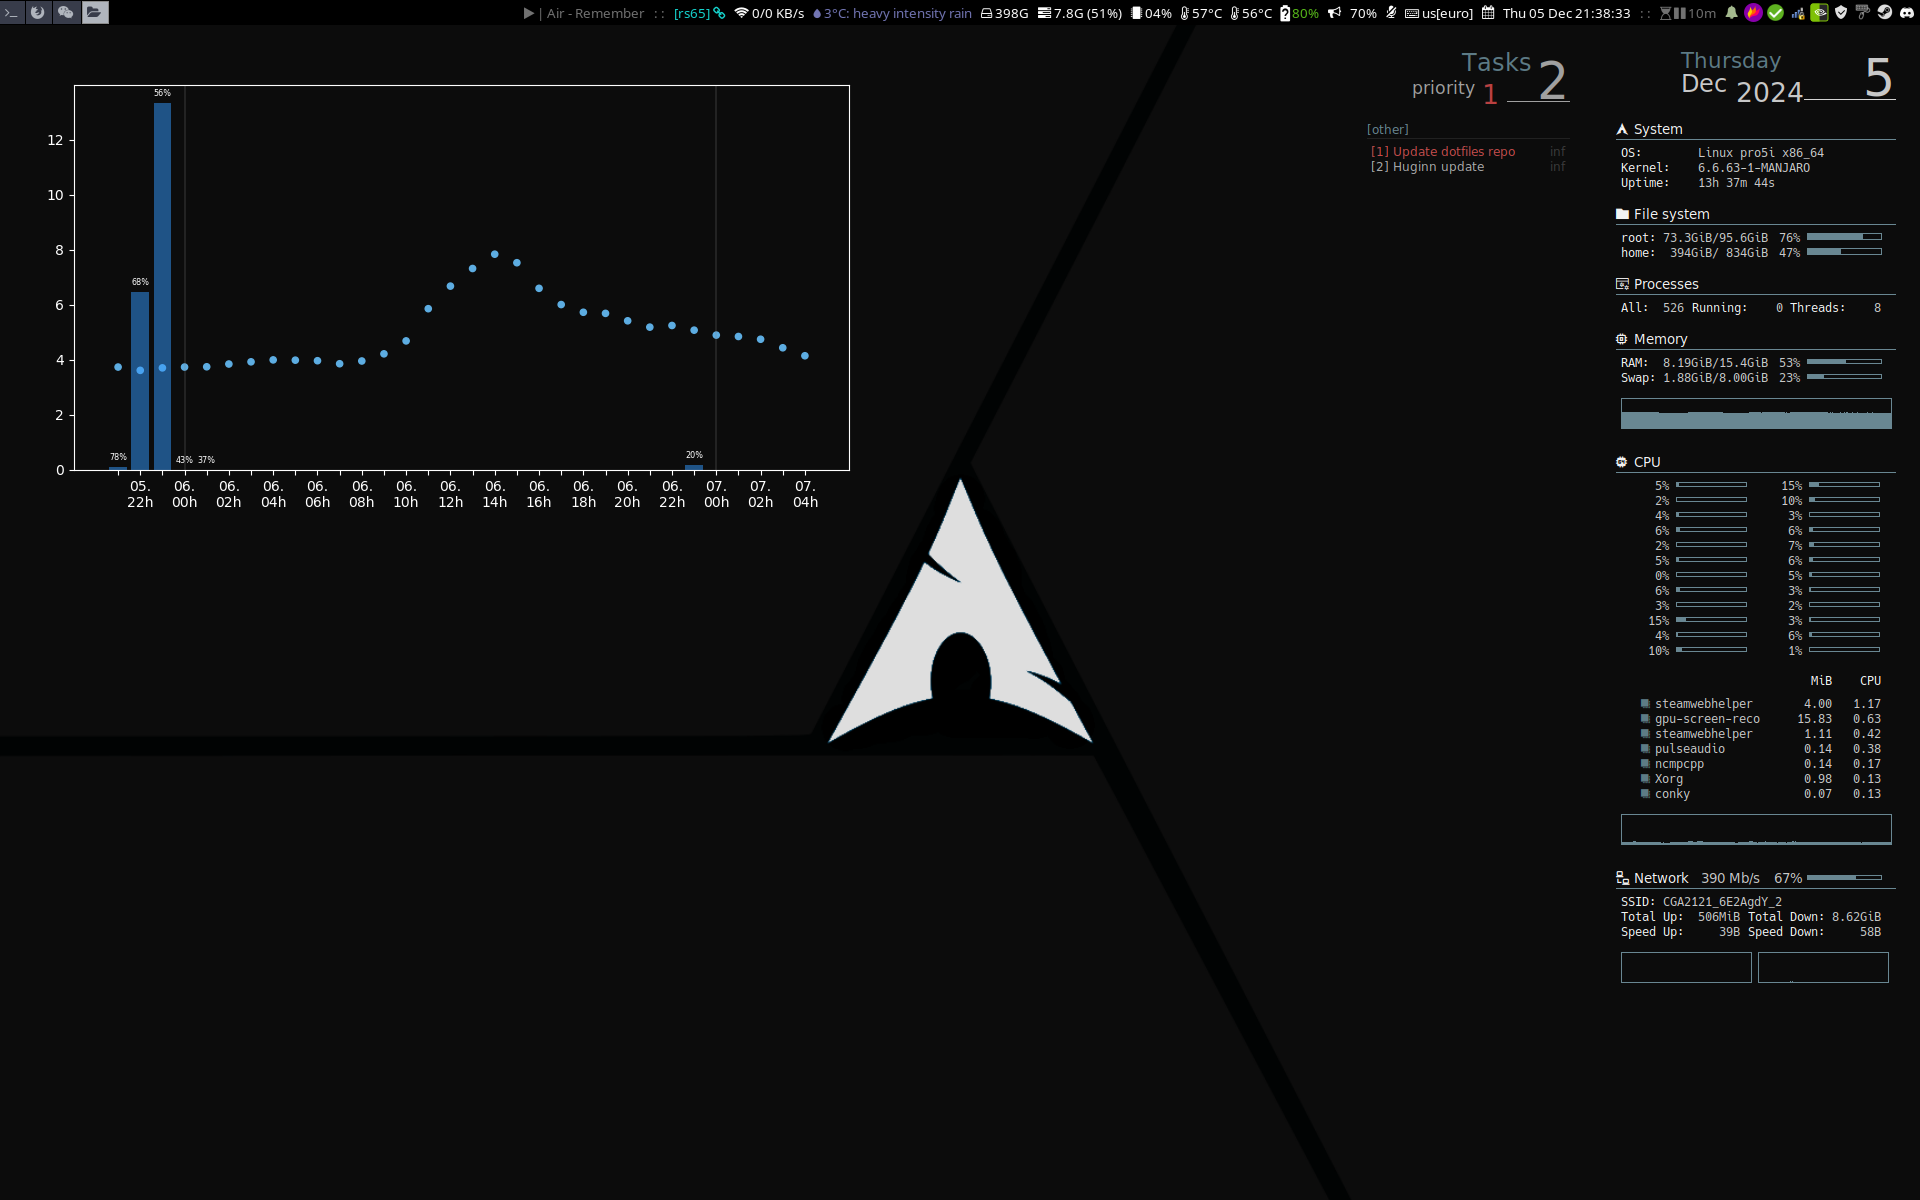 >_ ▶ | Air - Remember :: [rs65] 0/0 KB/s 3°C: heavy intensity rain 398G 7.8G (51%) 04% 57°C 56°C 80% 70% us[euro] Thu 05 Dec 21:38:33 :: 10m
12
10
8
6
4
2
0
56%
68%
78%
43% 37%
20%
05. 06. 06. 06. 06. 06. 06. 06. 06. 06. 06. 06. 06. 07. 07. 07.
22h 00h 02h 04h 06h 08h 10h 12h 14h 16h 18h 20h 22h 00h 02h 04h
Tasks 2
priority 1
[other]
[1] Update dotfiles repo inf
[2] Huginn update inf
Thursday
Dec 2024 5
System
OS: Linux pro5i x86_64
Kernel: 6.6.63-1-MANJARO
Uptime: 13h 37m 44s
File system
root: 73.3GiB/95.6GiB 76%
home: 394GiB/ 834GiB 47%
Processes
All: 526 Running: 0 Threads: 8
Memory
RAM: 8.19GiB/15.4GiB 53%
Swap: 1.88GiB/8.00GiB 23%
CPU
5% 15%
2% 10%
4% 3%
6% 6%
2% 7%
5% 6%
0% 5%
6% 3%
3% 2%
15% 3%
4% 6%
10% 1%
MiB CPU
steamwebhelper 4.00 1.17
gpu-screen-reco 15.83 0.63
steamwebhelper 1.11 0.42
pulseaudio 0.14 0.38
ncmpcpp 0.14 0.17
Xorg 0.98 0.13
conky 0.07 0.13
Network 390 Mb/s 67%
SSID: CGA2121_6E2AgdY_2
Total Up: 506MiB Total Down: 8.62GiB
Speed Up: 39B Speed Down: 58B